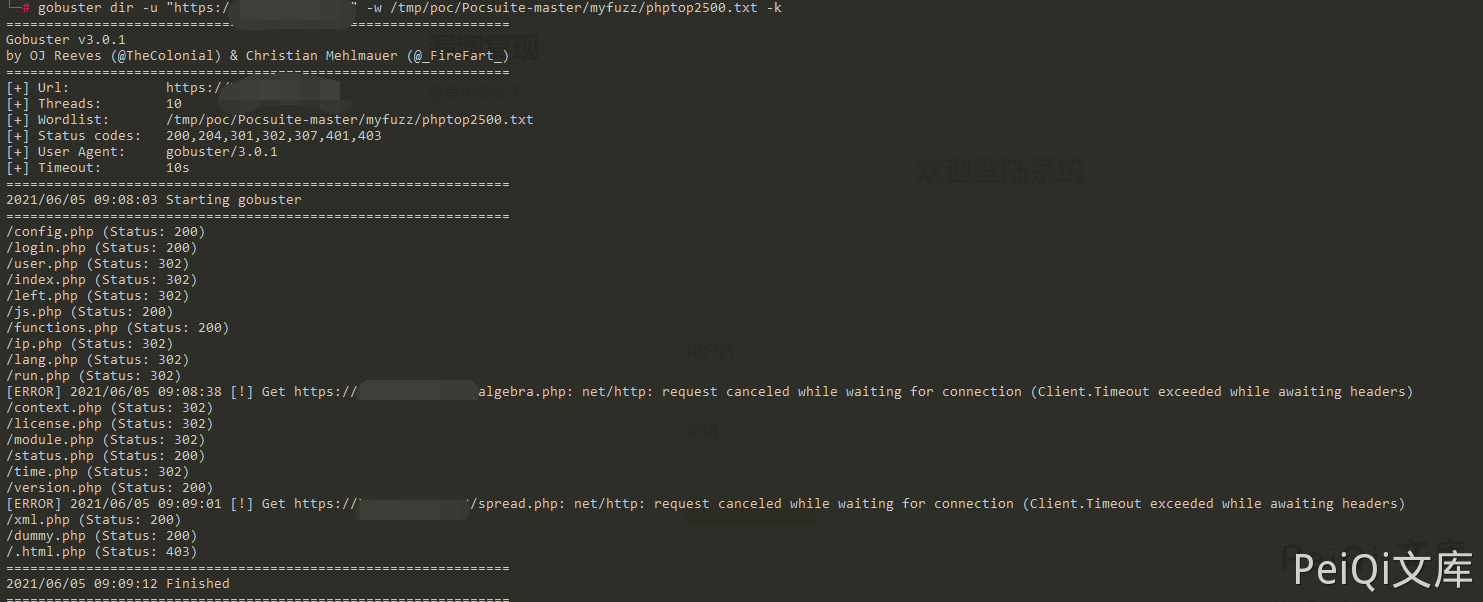 └─# gobuster dir -u "https:/ " -w /tmp/poc/Pocsuite-master/myfuzz/phptop2500.txt -k
===============================================================
Gobuster v3.0.1
by OJ Reeves (@TheColonial) & Christian Mehlmauer (@_FireFart_)
===============================================================
[+] Url:            https:/
[+] Threads:        10
[+] Wordlist:       /tmp/poc/Pocsuite-master/myfuzz/phptop2500.txt
[+] Status codes:   200,204,301,302,307,401,403
[+] User Agent:     gobuster/3.0.1
[+] Timeout:        10s
===============================================================
2021/06/05 09:08:03 Starting gobuster
===============================================================
/config.php (Status: 200)
/login.php (Status: 200)
/user.php (Status: 302)
/index.php (Status: 302)
/left.php (Status: 302)
/js.php (Status: 200)
/functions.php (Status: 200)
/ip.php (Status: 302)
/lang.php (Status: 302)
/run.php (Status: 302)
[ERROR] 2021/06/05 09:08:38 [!] Get https:// algebra.php: net/http: request canceled while waiting for connection (Client.Timeout exceeded while awaiting headers)
/context.php (Status: 302)
/license.php (Status: 302)
/module.php (Status: 302)
/status.php (Status: 200)
/time.php (Status: 302)
/version.php (Status: 200)
[ERROR] 2021/06/05 09:09:01 [!] Get https:// /spread.php: net/http: request canceled while waiting for connection (Client.Timeout exceeded while awaiting headers)
/xml.php (Status: 200)
/dummy.php (Status: 200)
/.html.php (Status: 403)
===============================================================
2021/06/05 09:09:12 Finished
===============================================================
漏洞复现
登录页面如下
欢迎登陆系统
用户名
密码
PeiQi文库